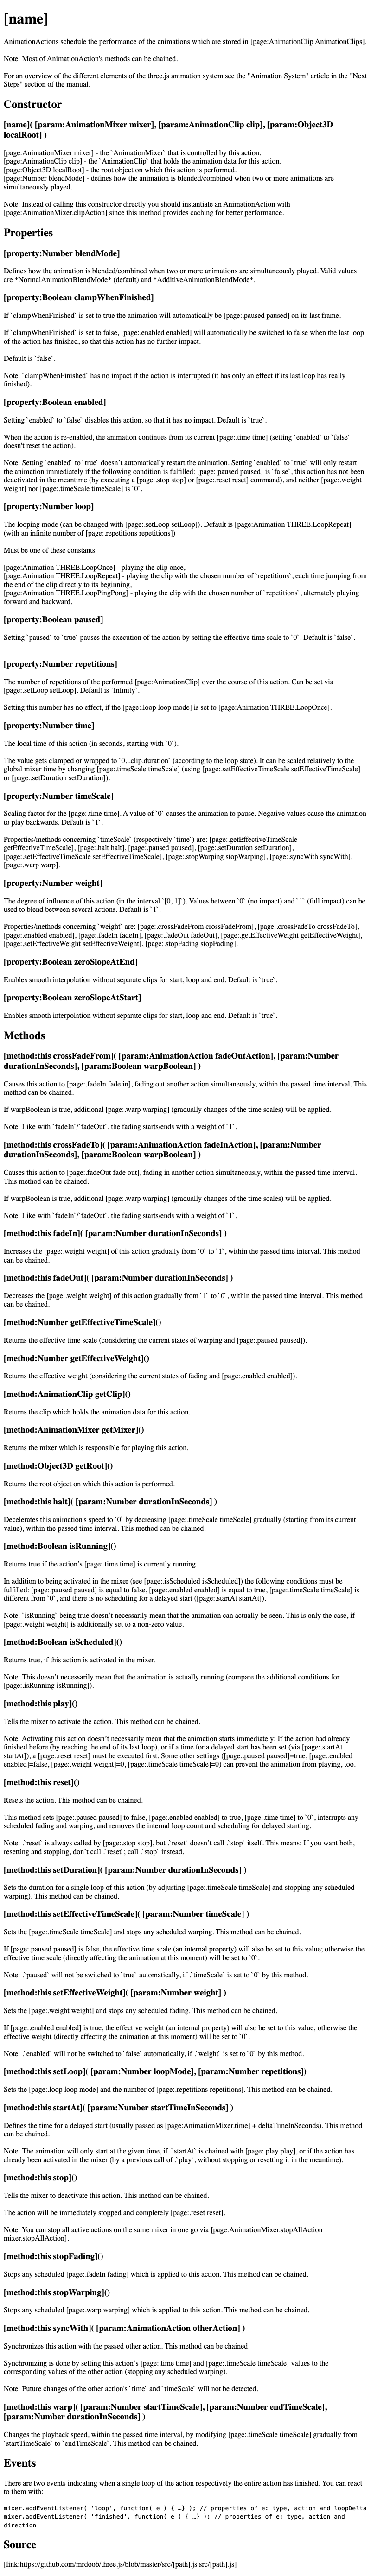 [name]
AnimationActions schedule the performance of the animations which are stored in [page:AnimationClip AnimationClips].
Note: Most of AnimationAction's methods can be chained.
For an overview of the different elements of the three.js animation system see the "Animation System" article in the "Next
Steps" section of the manual.
Constructor
[name]( [param:AnimationMixer mixer], [param:AnimationClip clip], [param:Object3D
localRoot] )
[page:AnimationMixer mixer] - the `AnimationMixer` that is controlled by this action.
[page:AnimationClip clip] - the `AnimationClip` that holds the animation data for this action.
[page:Object3D localRoot] - the root object on which this action is performed.
[page:Number blendMode] - defines how the animation is blended/combined when two or more animations are
simultaneously played.
Note: Instead of calling this constructor directly you should instantiate an AnimationAction with
[page:AnimationMixer.clipAction] since this method provides caching for better performance.
Properties
[property:Number blendMode]
Defines how the animation is blended/combined when two or more animations are simultaneously played. Valid values
are *NormalAnimationBlendMode* (default) and *AdditiveAnimationBlendMode*.
[property:Boolean clampWhenFinished]
If `clampWhenFinished` is set to true the animation will automatically be [page:.paused paused] on its last frame.
If `clampWhenFinished` is set to false, [page:.enabled enabled] will automatically be switched to false when the last loop
of the action has finished, so that this action has no further impact.
Default is `false`.
Note: `clampWhenFinished` has no impact if the action is interrupted (it has only an effect if its last loop has really
finished).
[property:Boolean enabled]
Setting `enabled` to `false` disables this action, so that it has no impact. Default is `true`.
When the action is re-enabled, the animation continues from its current [page:.time time] (setting `enabled` to `false`
doesn't reset the action).
Note: Setting `enabled` to `true` doesn’t automatically restart the animation. Setting `enabled` to `true` will only restart
the animation immediately if the following condition is fulfilled: [page:.paused paused] is `false`, this action has not been
deactivated in the meantime (by executing a [page:.stop stop] or [page:.reset reset] command), and neither [page:.weight
weight] nor [page:.timeScale timeScale] is `0`.
[property:Number loop]
The looping mode (can be changed with [page:.setLoop setLoop]). Default is [page:Animation THREE.LoopRepeat]
(with an infinite number of [page:.repetitions repetitions])
Must be one of these constants:
[page:Animation THREE.LoopOnce] - playing the clip once,
[page:Animation THREE.LoopRepeat] - playing the clip with the chosen number of `repetitions`, each time jumping from
the end of the clip directly to its beginning,
[page:Animation THREE.LoopPingPong] - playing the clip with the chosen number of `repetitions`, alternately playing
forward and backward.
[property:Boolean paused]
Setting `paused` to `true` pauses the execution of the action by setting the effective time scale to `0`. Default is `false`.
[property:Number repetitions]
The number of repetitions of the performed [page:AnimationClip] over the course of this action. Can be set via
[page:.setLoop setLoop]. Default is `Infinity`.
Setting this number has no effect, if the [page:.loop loop mode] is set to [page:Animation THREE.LoopOnce].
[property:Number time]
The local time of this action (in seconds, starting with `0`).
The value gets clamped or wrapped to `0...clip.duration` (according to the loop state). It can be scaled relatively to the
global mixer time by changing [page:.timeScale timeScale] (using [page:.setEffectiveTimeScale setEffectiveTimeScale]
or [page:.setDuration setDuration]).
[property:Number timeScale]
Scaling factor for the [page:.time time]. A value of `0` causes the animation to pause. Negative values cause the animation
to play backwards. Default is `1`.
Properties/methods concerning `timeScale` (respectively `time`) are: [page:.getEffectiveTimeScale
getEffectiveTimeScale], [page:.halt halt], [page:.paused paused], [page:.setDuration setDuration],
[page:.setEffectiveTimeScale setEffectiveTimeScale], [page:.stopWarping stopWarping], [page:.syncWith syncWith],
[page:.warp warp].
[property:Number weight]
The degree of influence of this action (in the interval `[0, 1]`). Values between `0` (no impact) and `1` (full impact) can be
used to blend between several actions. Default is `1`.
Properties/methods concerning `weight` are: [page:.crossFadeFrom crossFadeFrom], [page:.crossFadeTo crossFadeTo],
[page:.enabled enabled], [page:.fadeIn fadeIn], [page:.fadeOut fadeOut], [page:.getEffectiveWeight getEffectiveWeight],
[page:.setEffectiveWeight setEffectiveWeight], [page:.stopFading stopFading].
[property:Boolean zeroSlopeAtEnd]
Enables smooth interpolation without separate clips for start, loop and end. Default is `true`.
[property:Boolean zeroSlopeAtStart]
Enables smooth interpolation without separate clips for start, loop and end. Default is `true`.
Methods
[method:this crossFadeFrom]( [param:AnimationAction fadeOutAction], [param:Number
durationInSeconds], [param:Boolean warpBoolean] )
Causes this action to [page:.fadeIn fade in], fading out another action simultaneously, within the passed time interval. This
method can be chained.
If warpBoolean is true, additional [page:.warp warping] (gradually changes of the time scales) will be applied.
Note: Like with `fadeIn`/`fadeOut`, the fading starts/ends with a weight of `1`.
[method:this crossFadeTo]( [param:AnimationAction fadeInAction], [param:Number
durationInSeconds], [param:Boolean warpBoolean] )
Causes this action to [page:.fadeOut fade out], fading in another action simultaneously, within the passed time interval.
This method can be chained.
If warpBoolean is true, additional [page:.warp warping] (gradually changes of the time scales) will be applied.
Note: Like with `fadeIn`/`fadeOut`, the fading starts/ends with a weight of `1`.
[method:this fadeIn]( [param:Number durationInSeconds] )
Increases the [page:.weight weight] of this action gradually from `0` to `1`, within the passed time interval. This method
can be chained.
[method:this fadeOut]( [param:Number durationInSeconds] )
Decreases the [page:.weight weight] of this action gradually from `1` to `0`, within the passed time interval. This method
can be chained.
[method:Number getEffectiveTimeScale]()
Returns the effective time scale (considering the current states of warping and [page:.paused paused]).
[method:Number getEffectiveWeight]()
Returns the effective weight (considering the current states of fading and [page:.enabled enabled]).
[method:AnimationClip getClip]()
Returns the clip which holds the animation data for this action.
[method:AnimationMixer getMixer]()
Returns the mixer which is responsible for playing this action.
[method:Object3D getRoot]()
Returns the root object on which this action is performed.
[method:this halt]( [param:Number durationInSeconds] )
Decelerates this animation's speed to `0` by decreasing [page:.timeScale timeScale] gradually (starting from its current
value), within the passed time interval. This method can be chained.
[method:Boolean isRunning]()
Returns true if the action’s [page:.time time] is currently running.
In addition to being activated in the mixer (see [page:.isScheduled isScheduled]) the following conditions must be
fulfilled: [page:.paused paused] is equal to false, [page:.enabled enabled] is equal to true, [page:.timeScale timeScale] is
different from `0`, and there is no scheduling for a delayed start ([page:.startAt startAt]).
Note: `isRunning` being true doesn’t necessarily mean that the animation can actually be seen. This is only the case, if
[page:.weight weight] is additionally set to a non-zero value.
[method:Boolean isScheduled]()
Returns true, if this action is activated in the mixer.
Note: This doesn’t necessarily mean that the animation is actually running (compare the additional conditions for
[page:.isRunning isRunning]).
[method:this play]()
Tells the mixer to activate the action. This method can be chained.
Note: Activating this action doesn’t necessarily mean that the animation starts immediately: If the action had already
finished before (by reaching the end of its last loop), or if a time for a delayed start has been set (via [page:.startAt
startAt]), a [page:.reset reset] must be executed first. Some other settings ([page:.paused paused]=true, [page:.enabled
enabled]=false, [page:.weight weight]=0, [page:.timeScale timeScale]=0) can prevent the animation from playing, too.
[method:this reset]()
Resets the action. This method can be chained.
This method sets [page:.paused paused] to false, [page:.enabled enabled] to true, [page:.time time] to `0`, interrupts any
scheduled fading and warping, and removes the internal loop count and scheduling for delayed starting.
Note: .`reset` is always called by [page:.stop stop], but .`reset` doesn’t call .`stop` itself. This means: If you want both,
resetting and stopping, don’t call .`reset`; call .`stop` instead.
[method:this setDuration]( [param:Number durationInSeconds] )
Sets the duration for a single loop of this action (by adjusting [page:.timeScale timeScale] and stopping any scheduled
warping). This method can be chained.
[method:this setEffectiveTimeScale]( [param:Number timeScale] )
Sets the [page:.timeScale timeScale] and stops any scheduled warping. This method can be chained.
If [page:.paused paused] is false, the effective time scale (an internal property) will also be set to this value; otherwise the
effective time scale (directly affecting the animation at this moment) will be set to `0`.
Note: .`paused` will not be switched to `true` automatically, if .`timeScale` is set to `0` by this method.
[method:this setEffectiveWeight]( [param:Number weight] )
Sets the [page:.weight weight] and stops any scheduled fading. This method can be chained.
If [page:.enabled enabled] is true, the effective weight (an internal property) will also be set to this value; otherwise the
effective weight (directly affecting the animation at this moment) will be set to `0`.
Note: .`enabled` will not be switched to `false` automatically, if .`weight` is set to `0` by this method.
[method:this setLoop]( [param:Number loopMode], [param:Number repetitions])
Sets the [page:.loop loop mode] and the number of [page:.repetitions repetitions]. This method can be chained.
[method:this startAt]( [param:Number startTimeInSeconds] )
Defines the time for a delayed start (usually passed as [page:AnimationMixer.time] + deltaTimeInSeconds). This method
can be chained.
Note: The animation will only start at the given time, if .`startAt` is chained with [page:.play play], or if the action has
already been activated in the mixer (by a previous call of .`play`, without stopping or resetting it in the meantime).
[method:this stop]()
Tells the mixer to deactivate this action. This method can be chained.
The action will be immediately stopped and completely [page:.reset reset].
Note: You can stop all active actions on the same mixer in one go via [page:AnimationMixer.stopAllAction
mixer.stopAllAction].
[method:this stopFading]()
Stops any scheduled [page:.fadeIn fading] which is applied to this action. This method can be chained.
[method:this stopWarping]()
Stops any scheduled [page:.warp warping] which is applied to this action. This method can be chained.
[method:this syncWith]( [param:AnimationAction otherAction] )
Synchronizes this action with the passed other action. This method can be chained.
Synchronizing is done by setting this action’s [page:.time time] and [page:.timeScale timeScale] values to the
corresponding values of the other action (stopping any scheduled warping).
Note: Future changes of the other action's `time` and `timeScale` will not be detected.
[method:this warp]( [param:Number startTimeScale], [param:Number endTimeScale],
[param:Number durationInSeconds] )
Changes the playback speed, within the passed time interval, by modifying [page:.timeScale timeScale] gradually from
`startTimeScale` to `endTimeScale`. This method can be chained.
Events
There are two events indicating when a single loop of the action respectively the entire action has finished. You can react
to them with:
mixer.addEventListener( 'loop', function( e ) { …} ); // properties of e: type, action and loopDelta
mixer.addEventListener( 'finished', function( e ) { …} ); // properties of e: type, action and
direction
Source
[link:https://github.com/mrdoob/three.js/blob/master/src/[path].js src/[path].js]